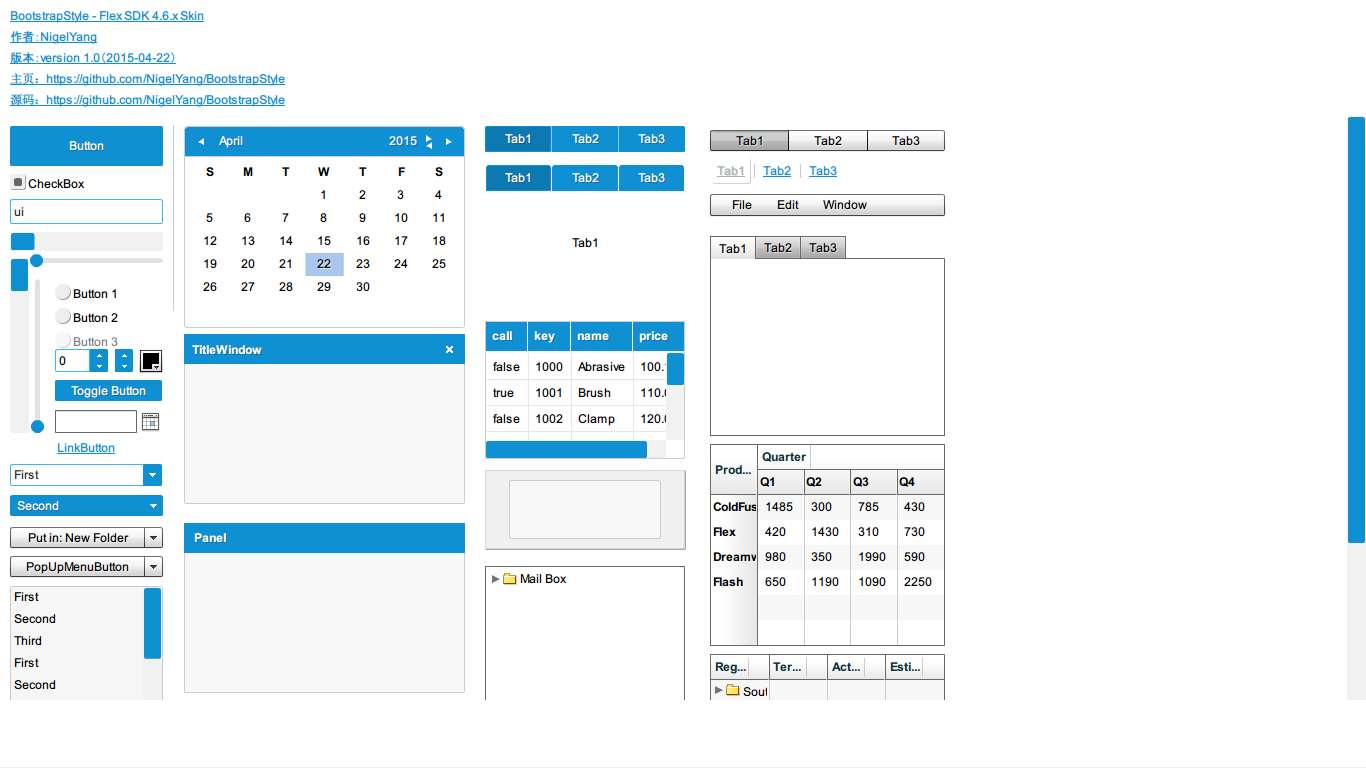 BootstrapStyle - Flex SDK 4.6.x Skin
作者：NigelYang
版本：version 1.0（2015-04-22）
主页：https://github.com/NigelYang/BootstrapStyle
源码：https://github.com/NigelYang/BootstrapStyle
Button
CheckBox
ui
Button 1
Button 2
Button 3
0
Toggle Button
LinkButton
First
Second
Put in: New Folder
PopUpMenuButton
First
Second
Third
First
Second
April 2015
S M T W T F S
1 2 3 4
5 6 7 8 9 10 11
12 13 14 15 16 17 18
19 20 21 22 23 24 25
26 27 28 29 30
TitleWindow
Panel
Tab1 Tab2 Tab3
Tab1 Tab2 Tab3
Tab1
call key name price
false 1000 Abrasive 100.
true 1001 Brush 110.
false 1002 Clamp 120.
Mail Box
Tab1 Tab2 Tab3
Tab1 Tab2 Tab3
File Edit Window
Tab1 Tab2 Tab3
Prod... Quarter
Q1 Q2 Q3 Q4
ColdFus 1485 300 785 430
Flex 420 1430 310 730
Dreamw 980 350 1990 590
Flash 650 1190 1090 2250
Reg... Ter... Act... Esti...
Sout